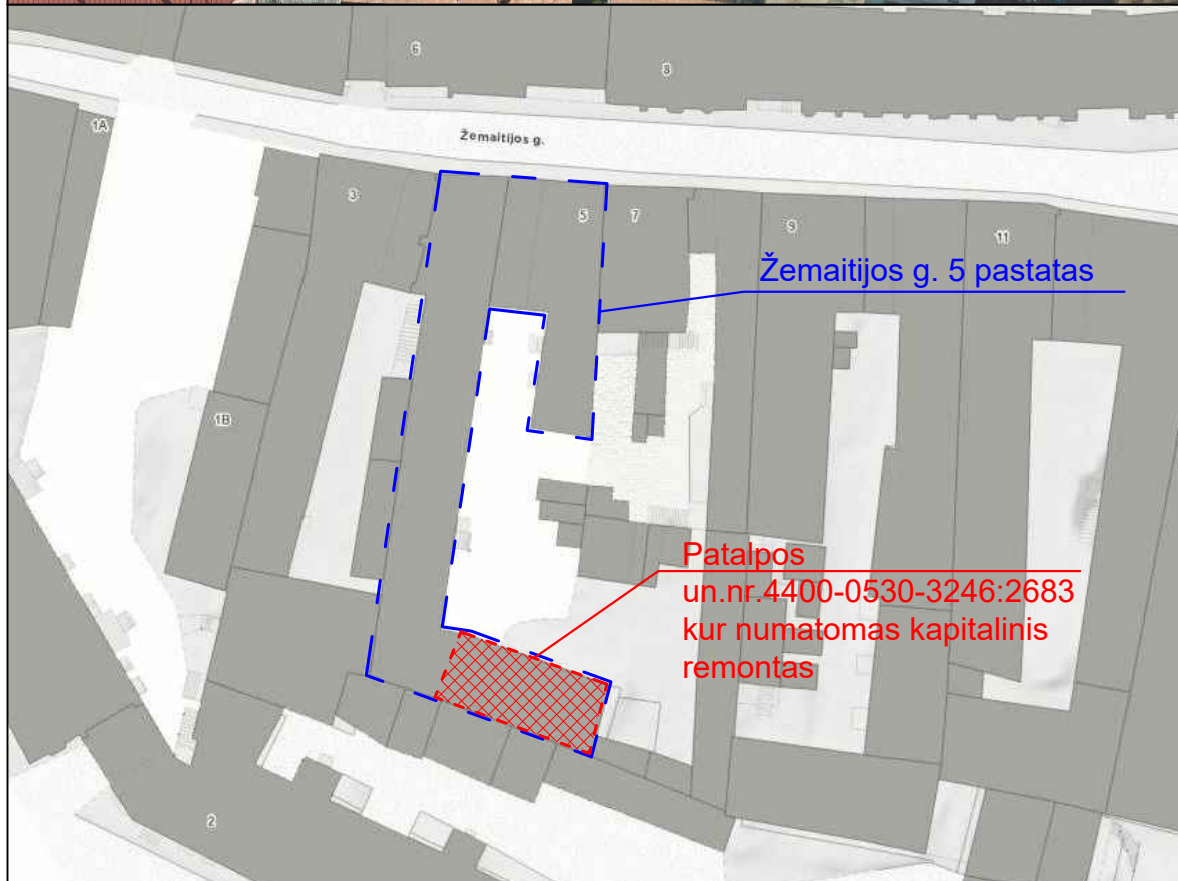 6
8
1A
Žemaitijos g.
3
5
7
9
11
Žemaitijos g. 5 pastatas
1B
Patalpos
un.nr.4400-0530-3246:2683
kur numatomas kapitalinis
remontas
2